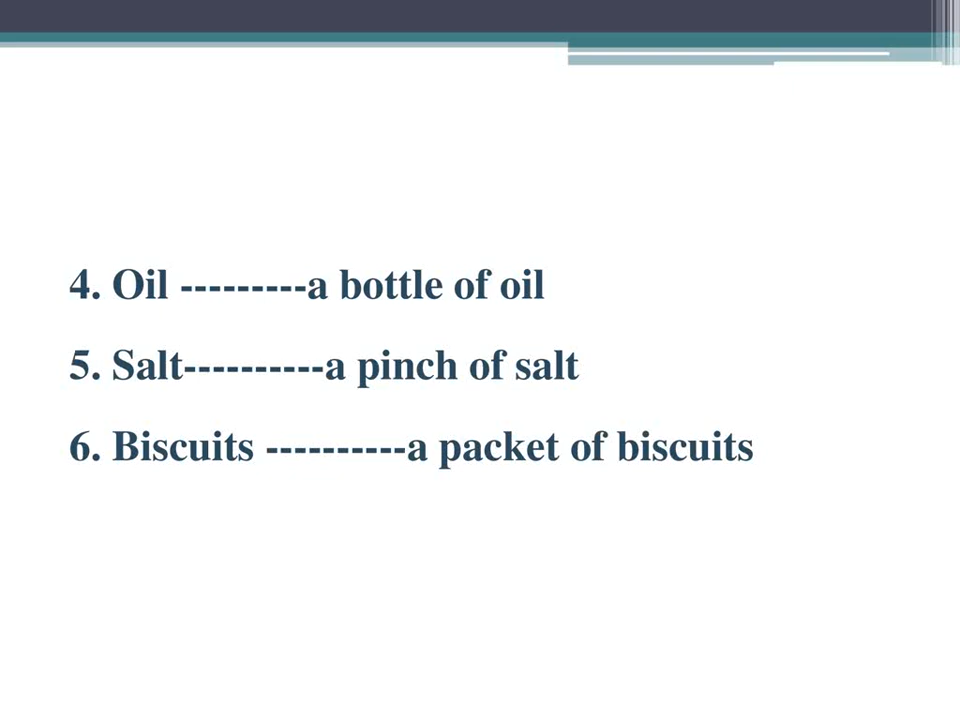 4. Oil ---------a bottle of oil
5. Salt----------a pinch of salt
6. Biscuits ----------a packet of biscuits